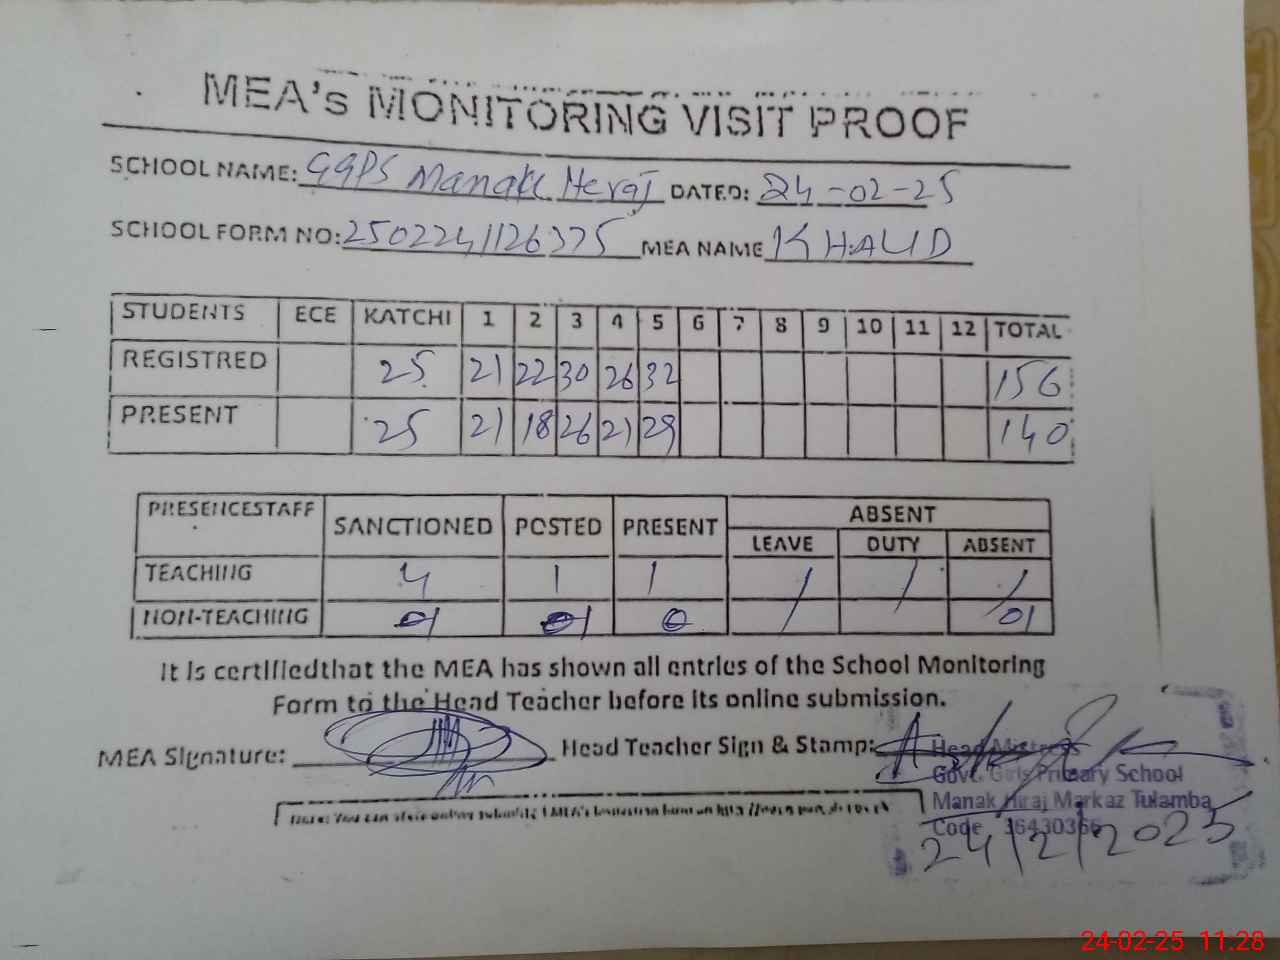 MEA's MONITORING VISIT PROOF
SCHOOL NAME: GGPS Manak Heraj DATED: 24-02-25
SCHOOL FORM NO: 2502241126375 MEA NAME KHALID
STUDENTS ECE KATCHI 1 2 3 4 5 6 7 8 9 10 11 12 TOTAL
REGISTRED 25 21 22 30 26 32 156
PRESENT 25 21 18 26 21 29 140
PRESENCESTAFF SANCTIONED POSTED PRESENT ABSENT
LEAVE DUTY ABSENT
TEACHING 4 1 1 / / /
NON-TEACHING 01 01 0 / 01
It is certifiedthat the MEA has shown all entries of the School Monitoring
Form to the Head Teacher before its online submission.
MEA Signature: Head Teacher Sign & Stamp:
Head Mistress
Govt. Girls Primary School
Manak Hiraj Markaz Tulamba
Code 36430366
24/2/2025
24-02-25 11.28